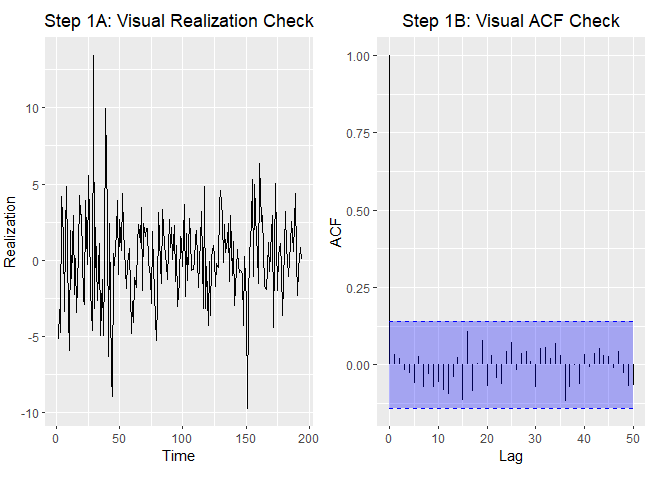 Step 1A: Visual Realization Check
Realization
10
5
0
-5
-10
0 50 100 150 200
Time
Step 1B: Visual ACF Check
ACF
1.00
0.75
0.50
0.25
0.00
0 10 20 30 40 50
Lag